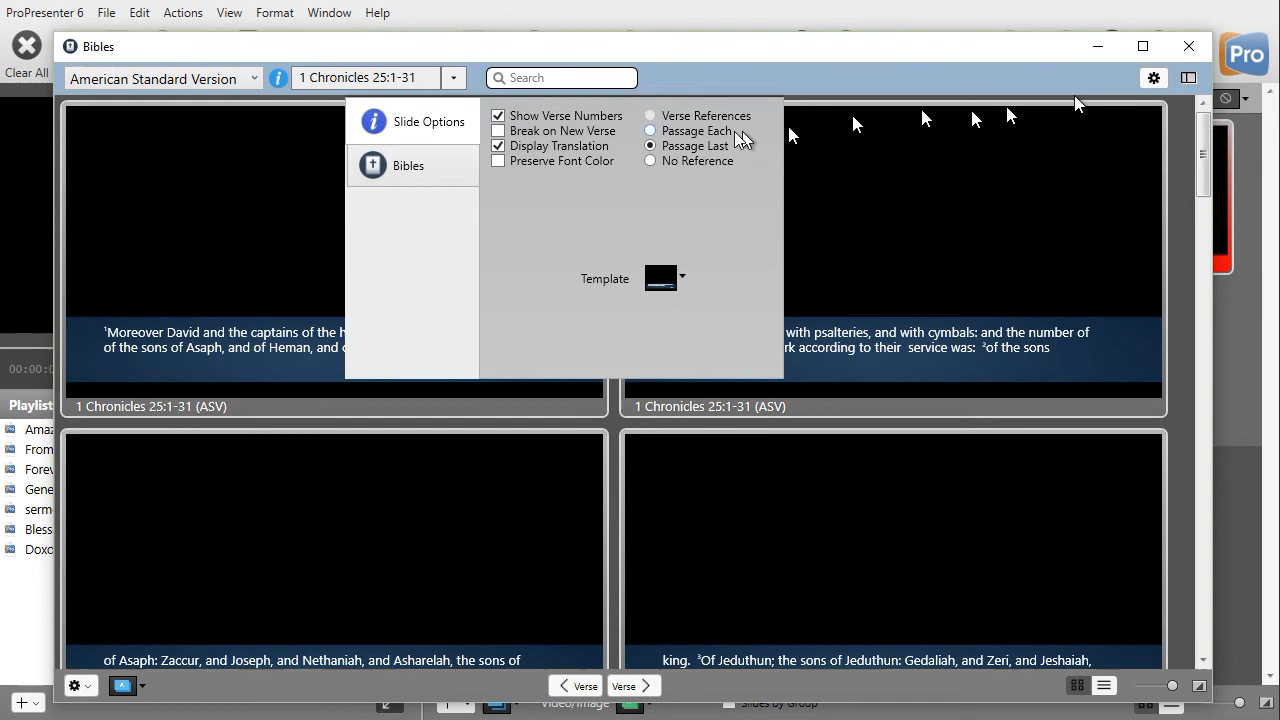 ProPresenter 6 File Edit Actions View Format Window Help
Bibles
Pro
Clear All
American Standard Version
1 Chronicles 25:1-31
Search
Slide Options
Bibles
Show Verse Numbers
Break on New Verse
Display Translation
Preserve Font Color
Verse References
Passage Each
Passage Last
No Reference
Template
1Moreover David and the captains of the h
of the sons of Asaph, and of Heman, and
1 Chronicles 25:1-31 (ASV)
with psalteries, and with cymbals: and the number of
rk according to their service was: 2of the sons
1 Chronicles 25:1-31 (ASV)
00:00:
Playlist
Amaz
From
Forev
Gene
serm
Bless
Doxo
of Asaph: Zaccur, and Joseph, and Nethaniah, and Asharelah, the sons of
king. 3Of Jeduthun; the sons of Jeduthun: Gedaliah, and Zeri, and Jeshaiah,
Verse
Verse
Video/Image
Slides by Group